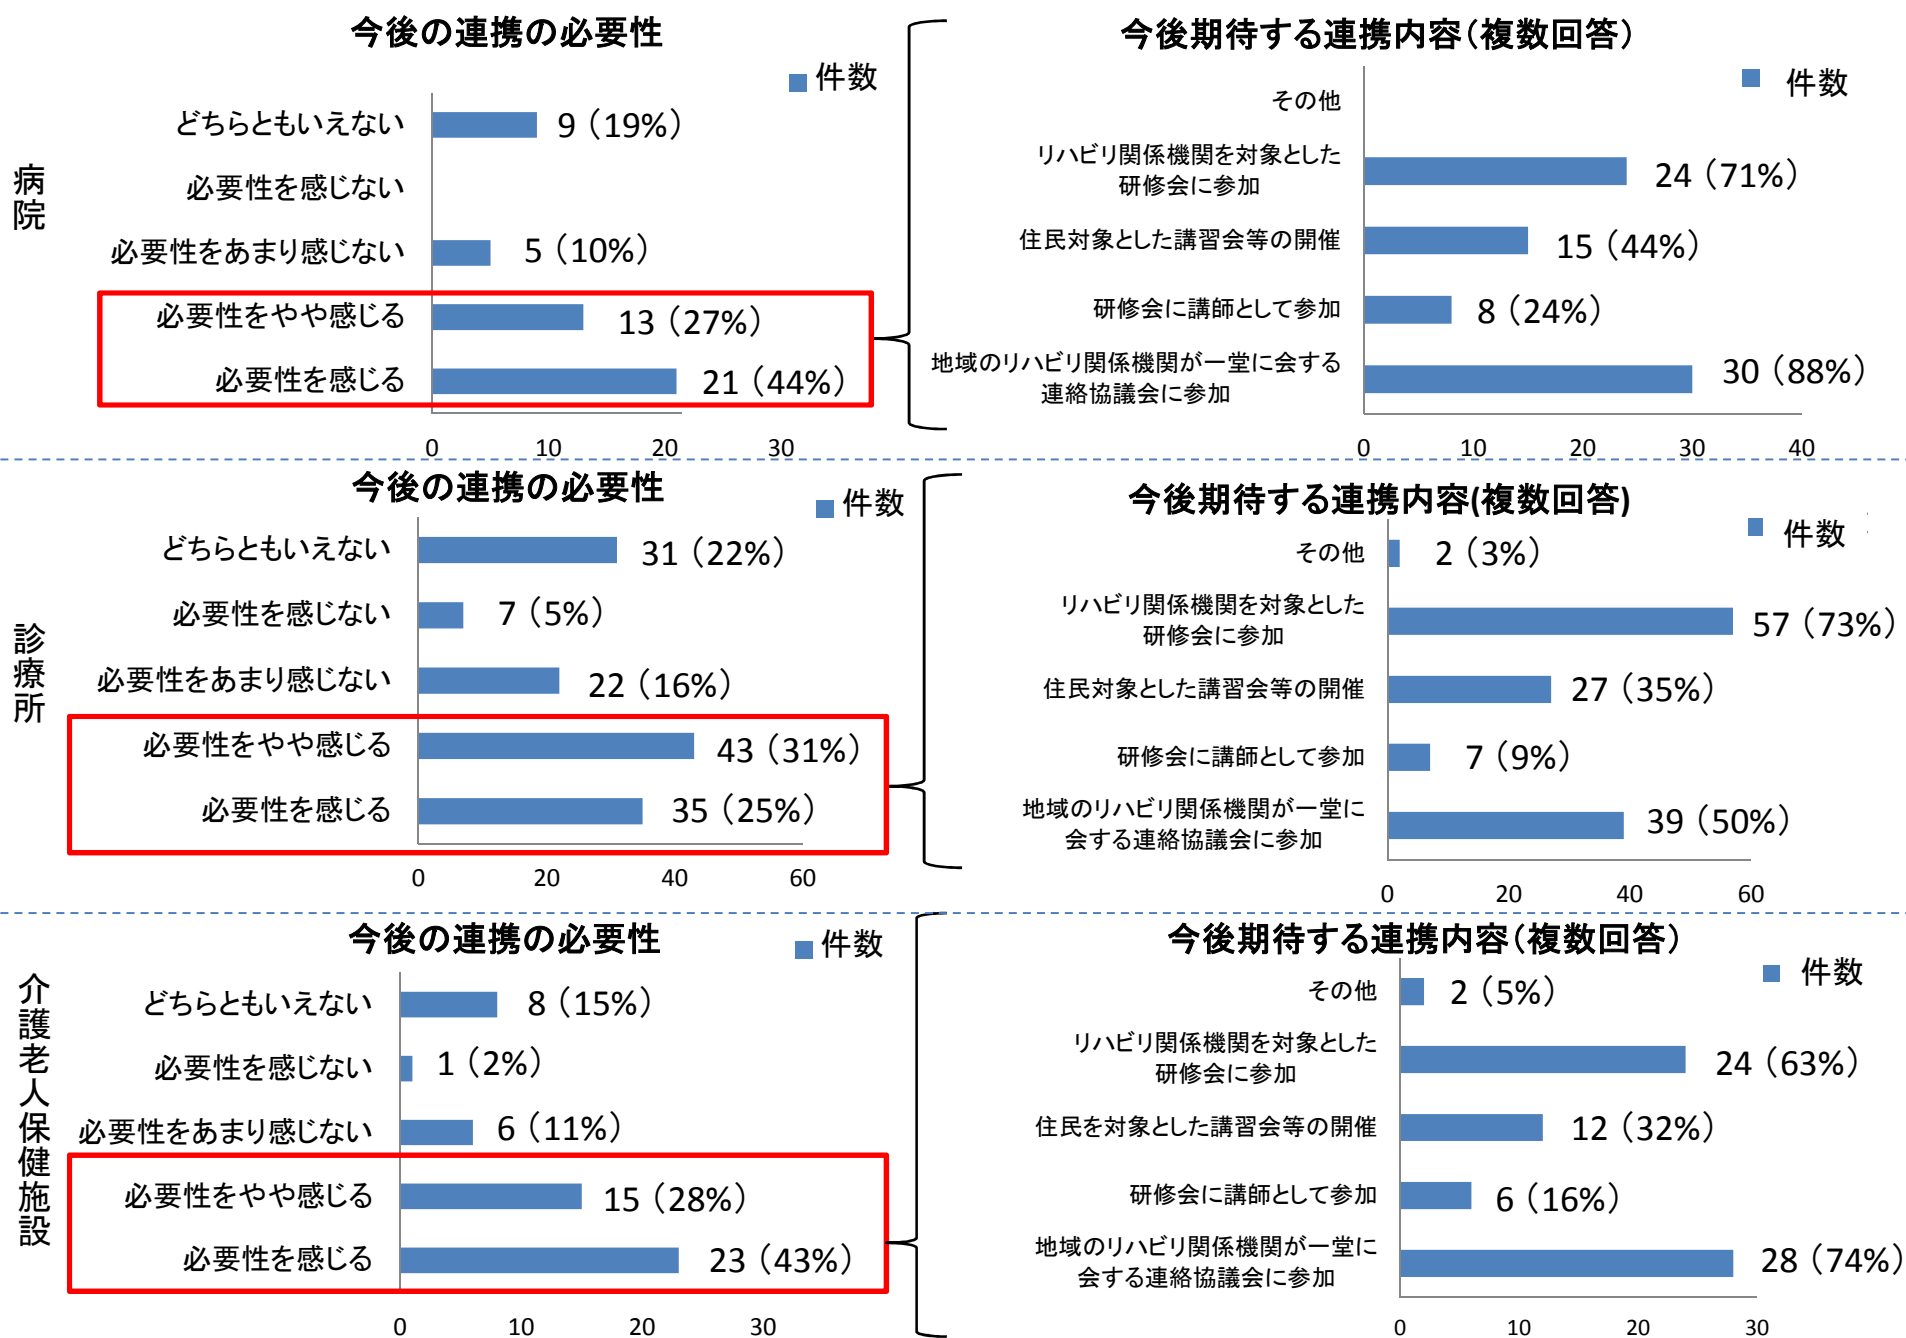 病院
今後の連携の必要性
件数
どちらともいえない
9（19%）
必要性を感じない
必要性をあまり感じない
5（10%）
必要性をやや感じる
13（27%）
必要性を感じる
21（44%）
0 10 20 30
今後期待する連携内容（複数回答）
件数
その他
リハビリ関係機関を対象とした
研修会に参加
24（71%）
住民対象とした講習会等の開催
15（44%）
研修会に講師として参加
8（24%）
地域のリハビリ関係機関が一堂に会する
連絡協議会に参加
30（88%）
0 10 20 30 40
診療所
今後の連携の必要性
件数
どちらともいえない
31（22%）
必要性を感じない
7（5%）
必要性をあまり感じない
22（16%）
必要性をやや感じる
43（31%）
必要性を感じる
35（25%）
0 20 40 60
今後期待する連携内容(複数回答)
件数
その他
2（3%）
リハビリ関係機関を対象とした
研修会に参加
57（73%）
住民対象とした講習会等の開催
27（35%）
研修会に講師として参加
7（9%）
地域のリハビリ関係機関が一堂に
会する連絡協議会に参加
39（50%）
0 20 40 60
介護老人保健施設
今後の連携の必要性
件数
どちらともいえない
8（15%）
必要性を感じない
1（2%）
必要性をあまり感じない
6（11%）
必要性をやや感じる
15（28%）
必要性を感じる
23（43%）
0 10 20 30
今後期待する連携内容（複数回答）
件数
その他
2（5%）
リハビリ関係機関を対象とした
研修会に参加
24（63%）
住民を対象とした講習会等の開催
12（32%）
研修会に講師として参加
6（16%）
地域のリハビリ関係機関が一堂に
会する連絡協議会に参加
28（74%）
0 10 20 30